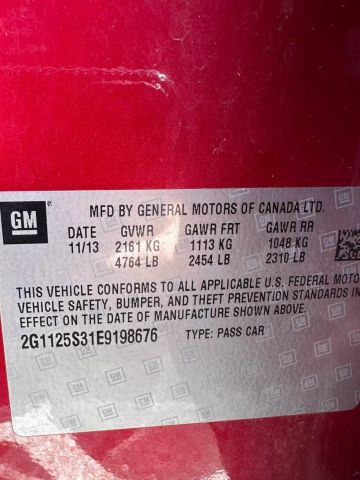 GM MFD BY GENERAL MOTORS OF CANADA LTD.
DATE GVWR GAWR FRT GAWR RR
11/13 2161 KG 1113 KG 1048 KG
4764 LB 2454 LB 2310 LB
THIS VEHICLE CONFORMS TO ALL APPLICABLE U.S. FEDERAL MOTOR
VEHICLE SAFETY, BUMPER, AND THEFT PREVENTION STANDARDS IN
EFFECT ON THE DATE OF MANUFACTURE SHOWN ABOVE.
2G1125S31E9198676 TYPE: PASS CAR